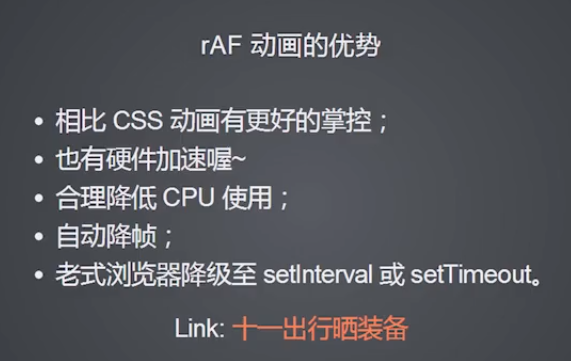 rAF 动画的优势
• 相比 CSS 动画有更好的掌控；
• 也有硬件加速喔~
• 合理降低 CPU 使用；
• 自动降帧；
• 老式浏览器降级至 setInterval 或 setTimeout。
Link: 十一出行晒装备